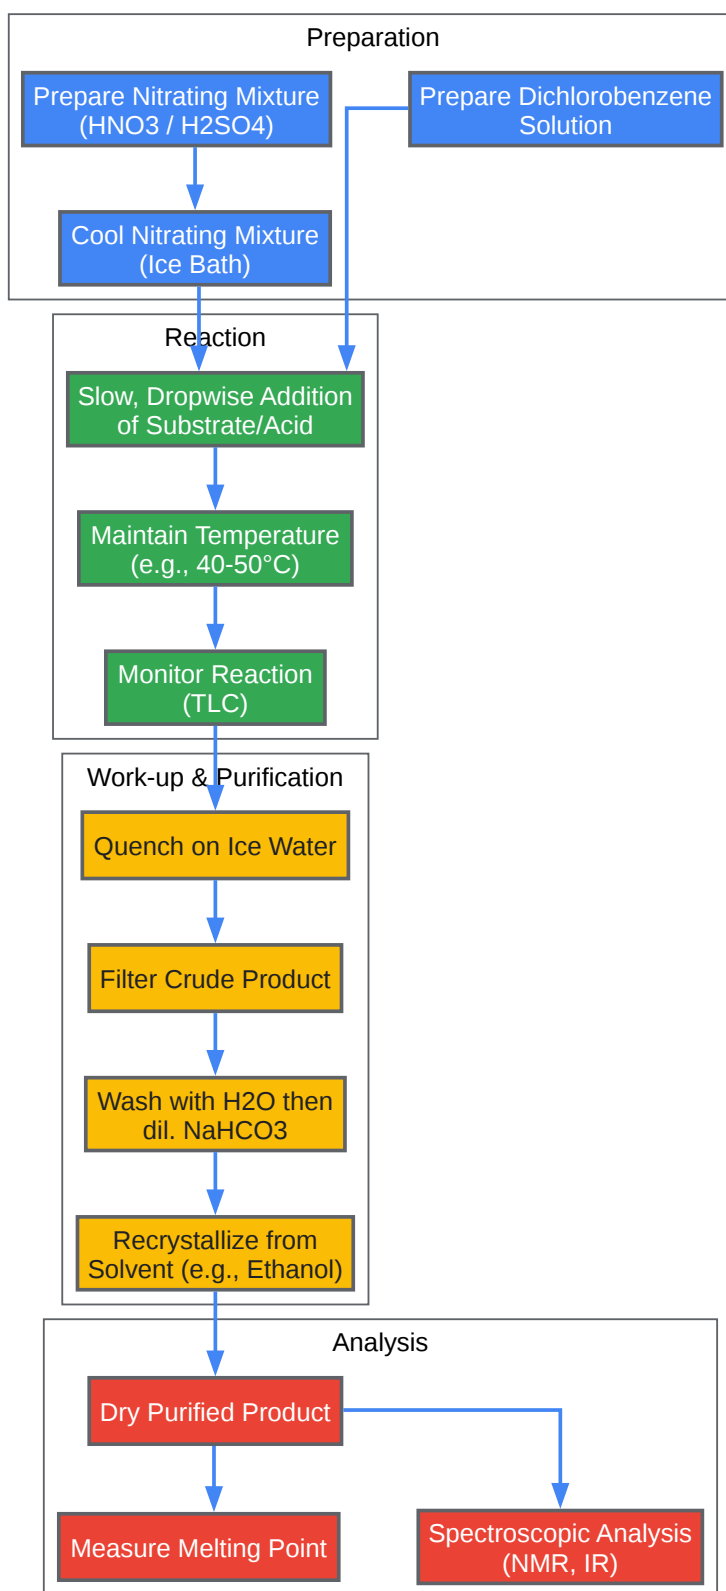 Preparation
Prepare Nitrating Mixture
(HNO3 / H2SO4)
Prepare Dichlorobenzene
Solution
Cool Nitrating Mixture
(Ice Bath)
Reaction
Slow, Dropwise Addition
of Substrate/Acid
Maintain Temperature
(e.g., 40-50°C)
Monitor Reaction
(TLC)
Work-up & Purification
Quench on Ice Water
Filter Crude Product
Wash with H2O then
dil. NaHCO3
Recrystallize from
Solvent (e.g., Ethanol)
Analysis
Dry Purified Product
Measure Melting Point
Spectroscopic Analysis
(NMR, IR)